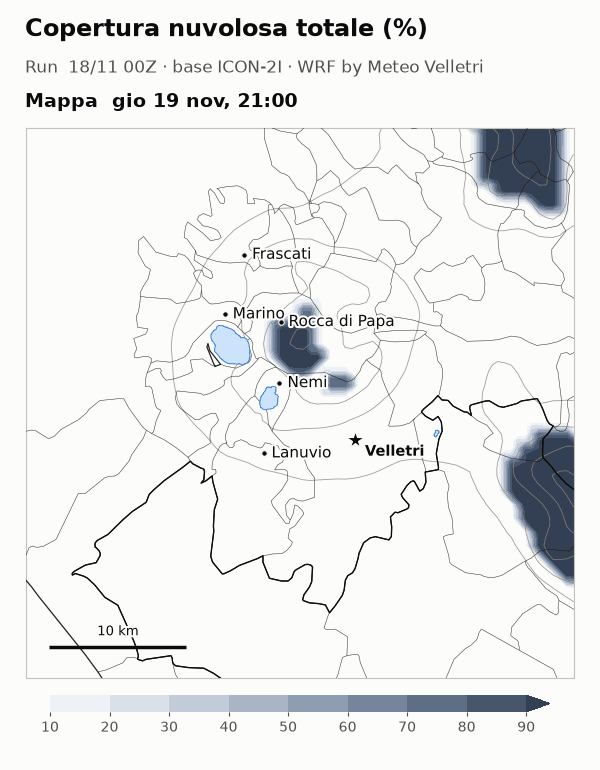 Copertura nuvolosa totale (%)
Run  18/11 00Z · base ICON-2I · WRF by Meteo Velletri
Mappa  gio 19 nov, 21:00
Frascati
Marino
Rocca di Papa
Nemi
Velletri
Lanuvio
10 km
10 20 30 40 50 60 70 80 90